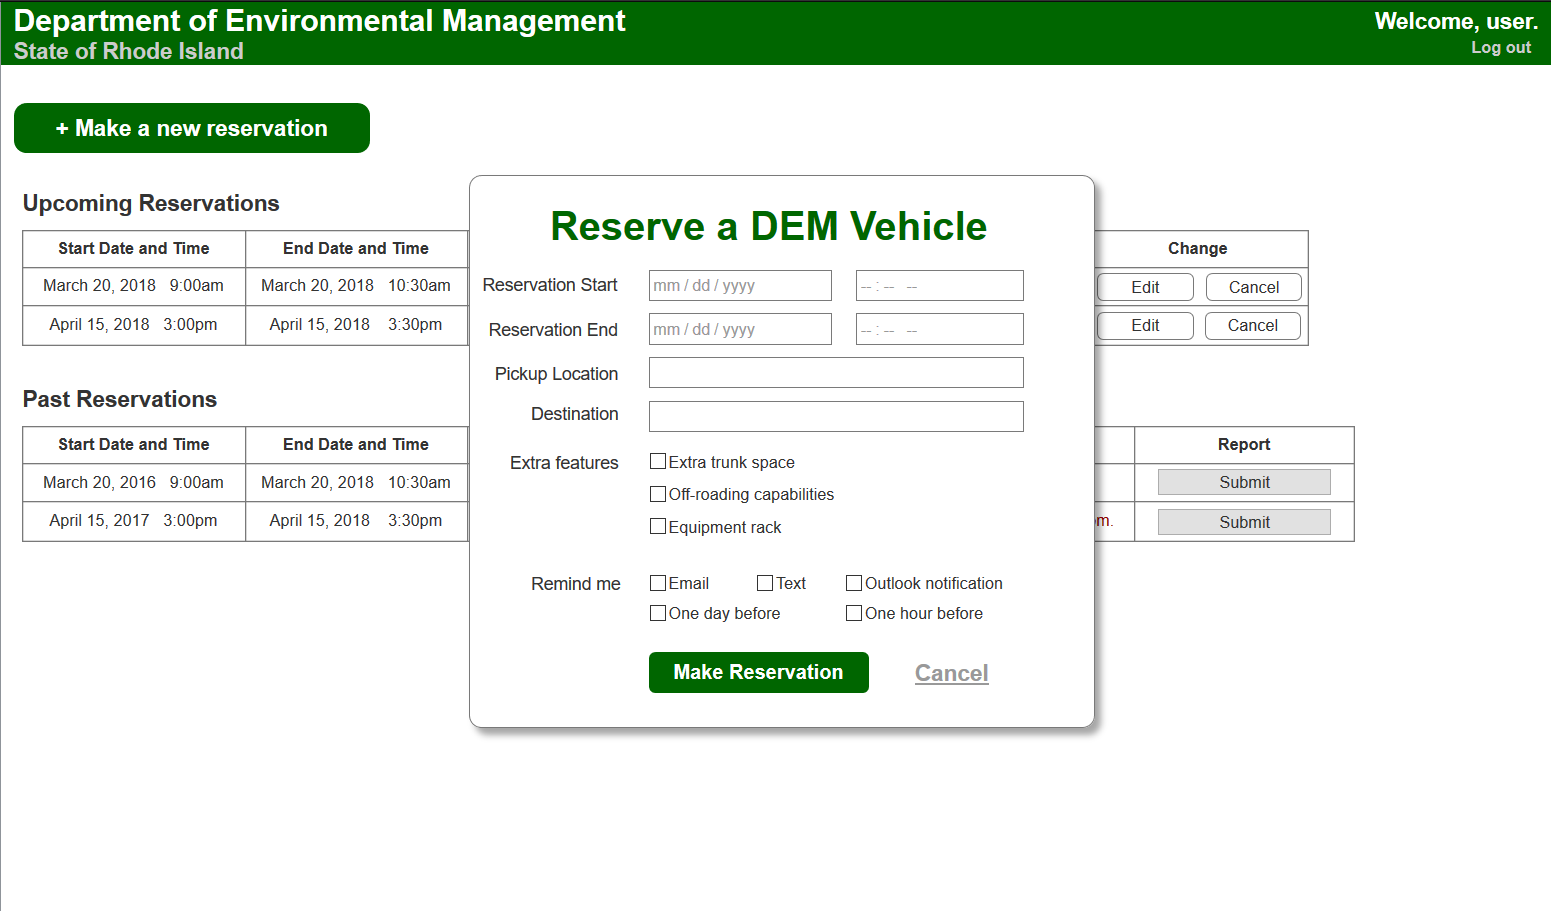 Department of Environmental Management
State of Rhode Island
Welcome, user.
Log out
+ Make a new reservation
Upcoming Reservations
Start Date and Time End Date and Time Change
March 20, 2018 9:00am March 20, 2018 10:30am Edit Cancel
April 15, 2018 3:00pm April 15, 2018 3:30pm Edit Cancel
Past Reservations
Start Date and Time End Date and Time Report
March 20, 2016 9:00am March 20, 2018 10:30am Submit
April 15, 2017 3:00pm April 15, 2018 3:30pm Submit
Reserve a DEM Vehicle
Reservation Start mm / dd / yyyy -- : -- --
Reservation End mm / dd / yyyy -- : -- --
Pickup Location
Destination
Extra features Extra trunk space
Off-roading capabilities
Equipment rack
Remind me Email Text Outlook notification
One day before One hour before
Make Reservation Cancel